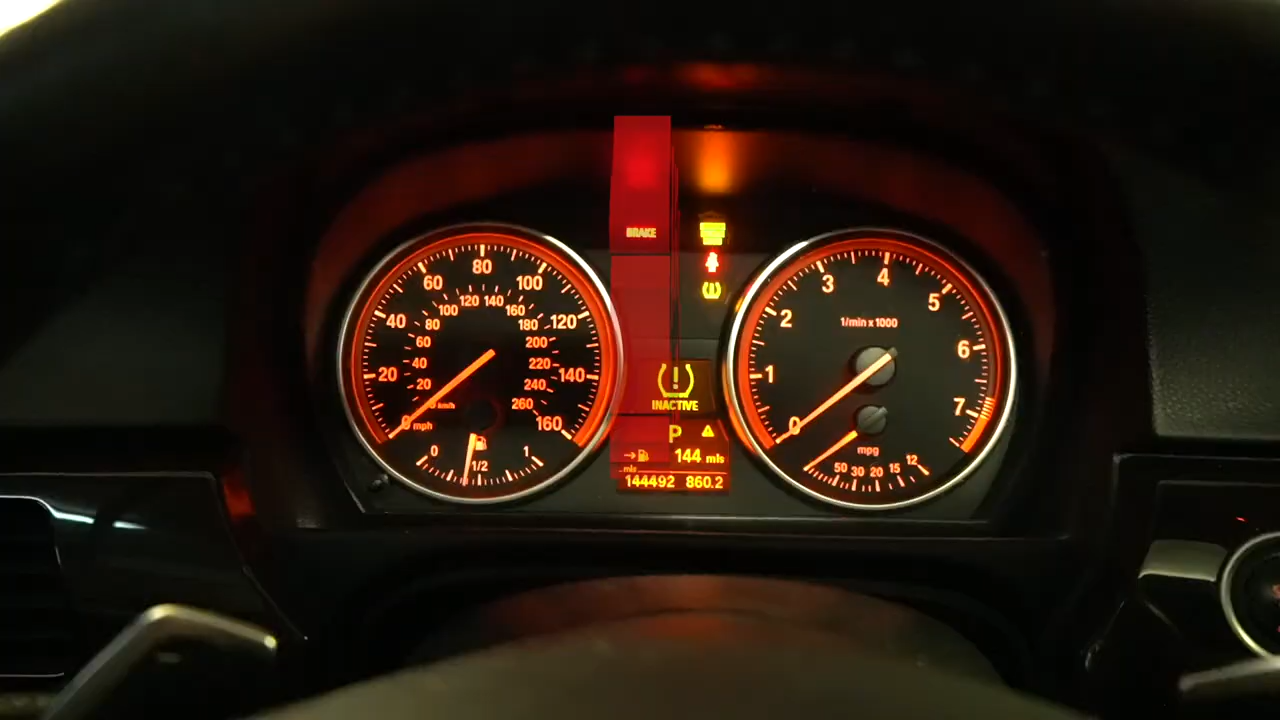 BRAKE
20 40 60 80 100 120 140 160
20 40 60 80 100 120 140 160 180 200 220 240 260
km/h
0 mph
0 1/2 1
INACTIVE
P
144 mls
mls
144492 860.2
0 1 2 3 4 5 6 7
1/min x 1000
mpg
50 30 20 15 12